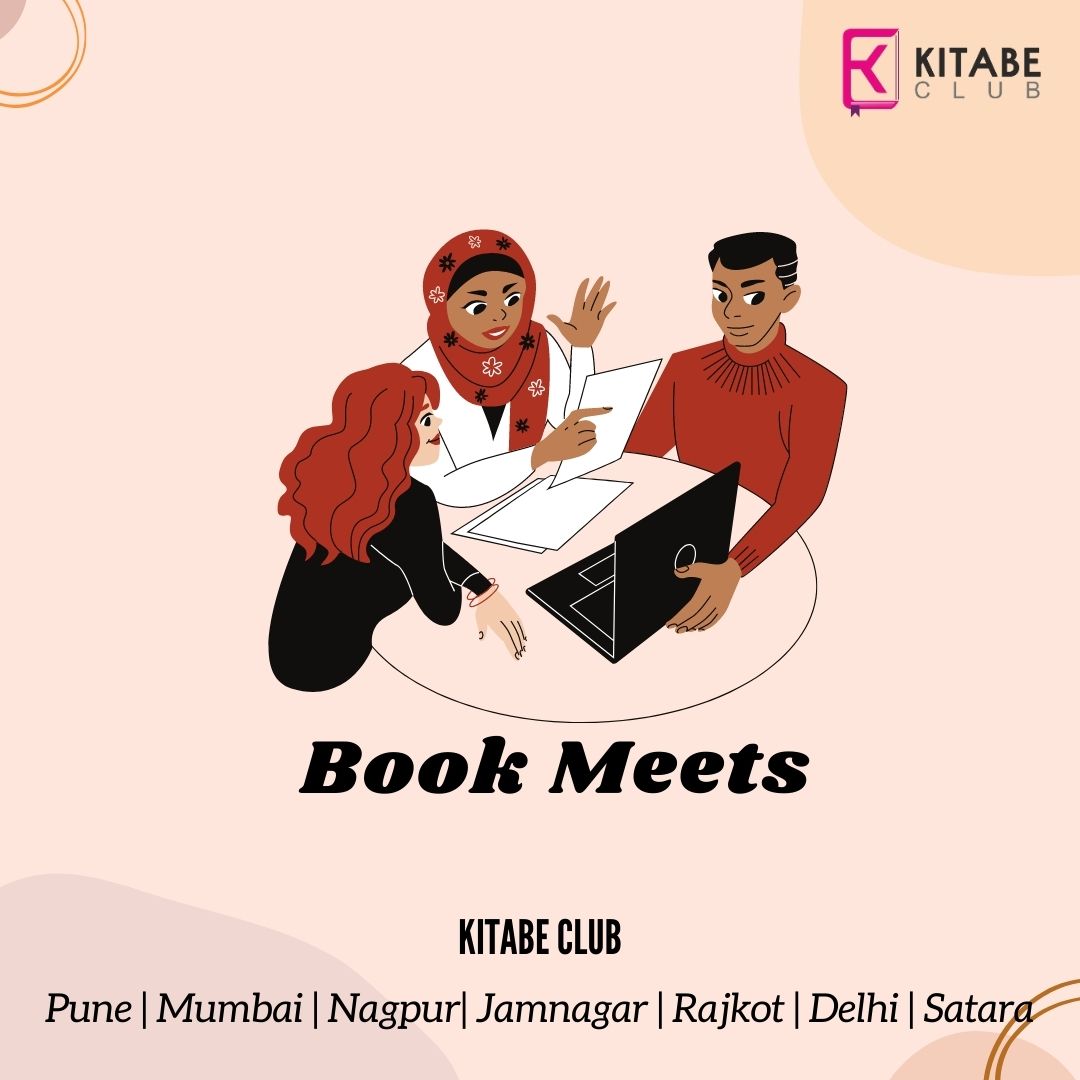 KITABE
CLUB
Book Meets
KITABE CLUB
Pune | Mumbai | Nagpur| Jamnagar | Rajkot | Delhi | Satara